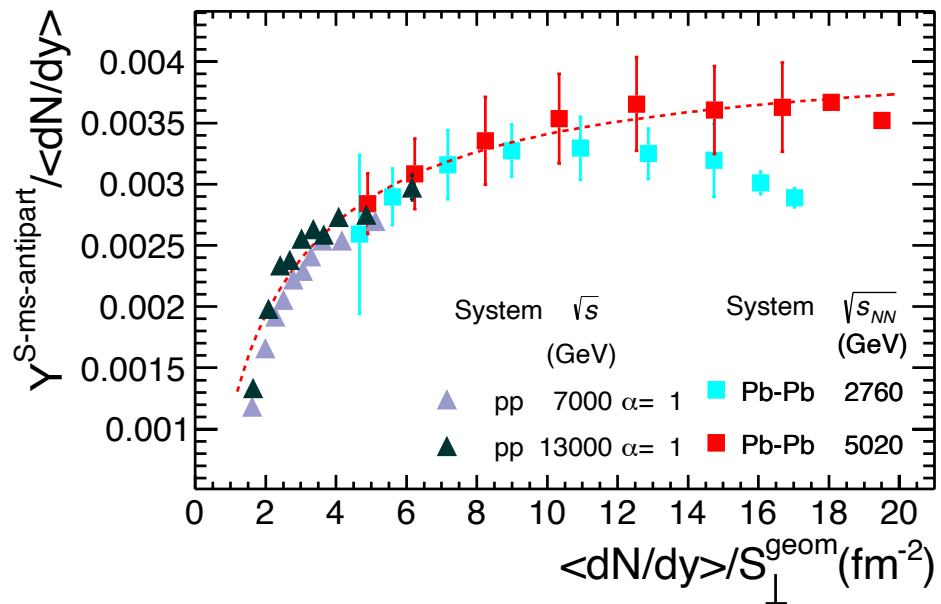 Y^S-ms-antipart/<dN/dy>
0.004
0.0035
0.003
0.0025
0.002
0.0015
0.001
System √s System √s_NN
(GeV) (GeV)
pp 7000 α= 1 Pb-Pb 2760
pp 13000 α= 1 Pb-Pb 5020
0 2 4 6 8 10 12 14 16 18 20
<dN/dy>/S⊥^geom(fm^-2)